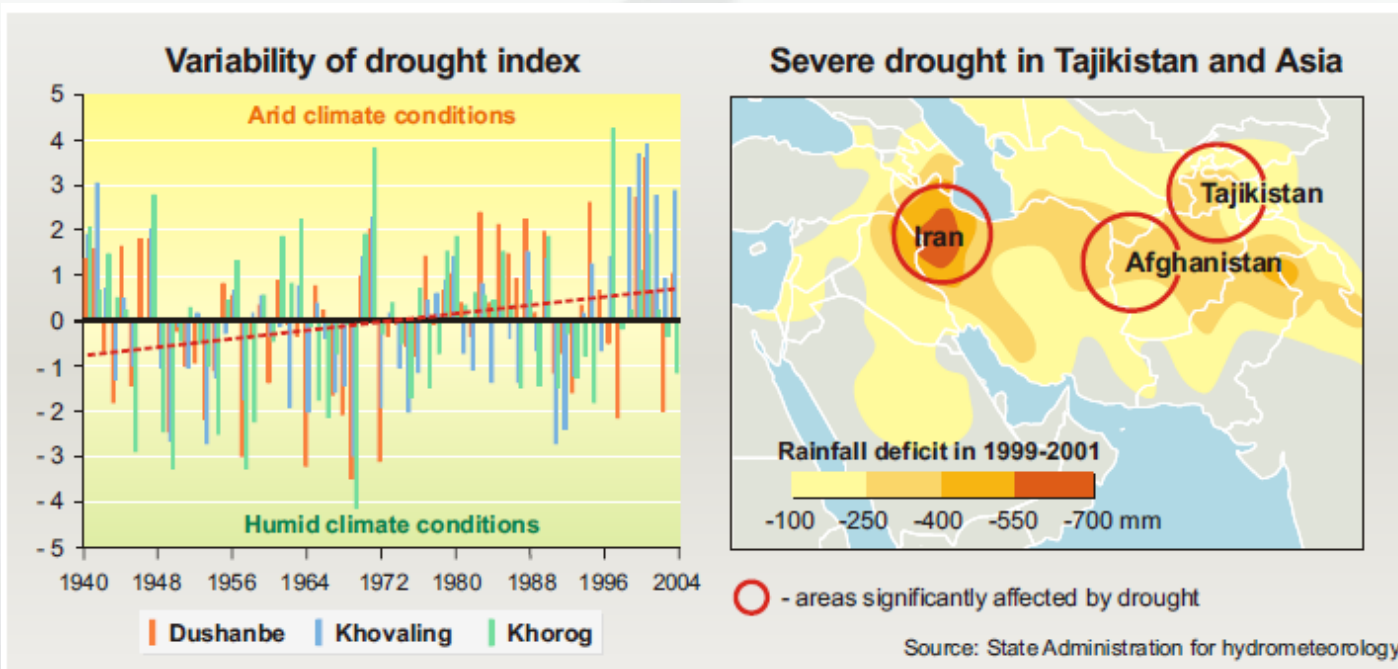 Variability of drought index
5
4
3
2
1
0
- 1
- 2
- 3
- 4
- 5
Arid climate conditions
Humid climate conditions
1940 1948 1956 1964 1972 1980 1988 1996 2004
Dushanbe Khovaling Khorog
Severe drought in Tajikistan and Asia
Tajikistan
Iran
Afghanistan
Rainfall deficit in 1999-2001
-100 -250 -400 -550 -700 mm
- areas significantly affected by drought
Source: State Administration for hydrometeorology